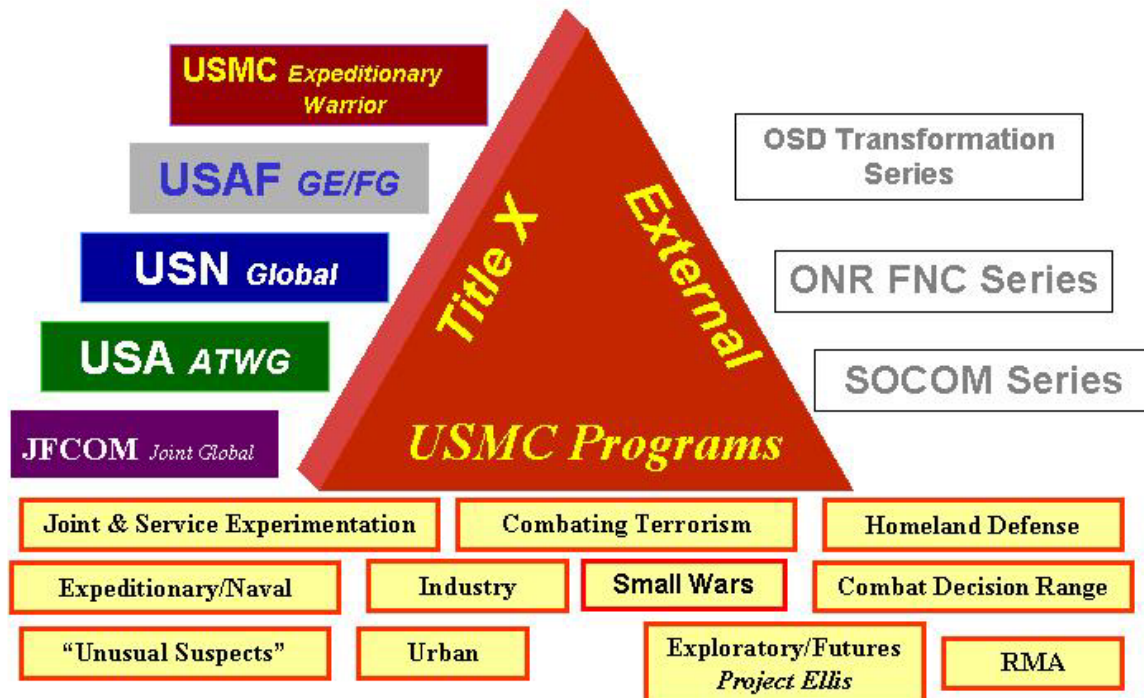 USMC Expeditionary
Warrior
USAF GE/FG
USN Global
USA ATWG
JFCOM Joint Global
Title X
External
USMC Programs
OSD Transformation
Series
ONR FNC Series
SOCOM Series
Joint & Service Experimentation
Combating Terrorism
Homeland Defense
Expeditionary/Naval
Industry
Small Wars
Combat Decision Range
“Unusual Suspects”
Urban
Exploratory/Futures
Project Ellis
RMA